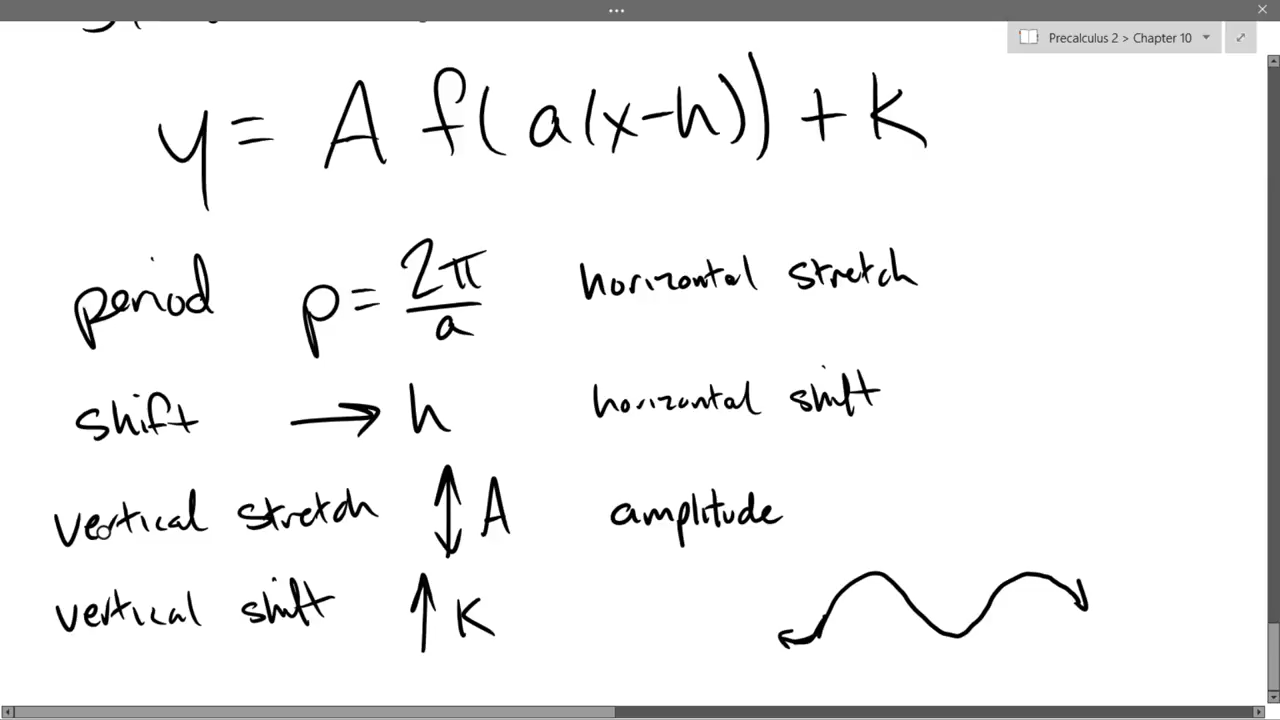 Precalculus 2 > Chapter 10
y = A f(a(x-h)) + K
period p = 2π/a horizontal stretch
shift → h horizontal shift
vertical stretch ↕ A amplitude
vertical shift ↑ K